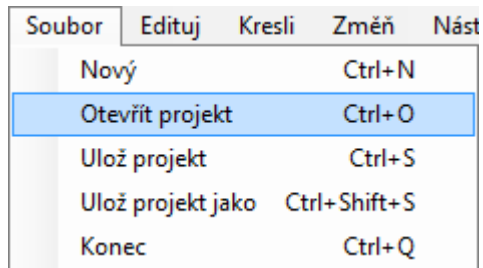 Soubor Edituj Kresli Změň Nást
Nový Ctrl+N
Otevřít projekt Ctrl+O
Ulož projekt Ctrl+S
Ulož projekt jako Ctrl+Shift+S
Konec Ctrl+Q